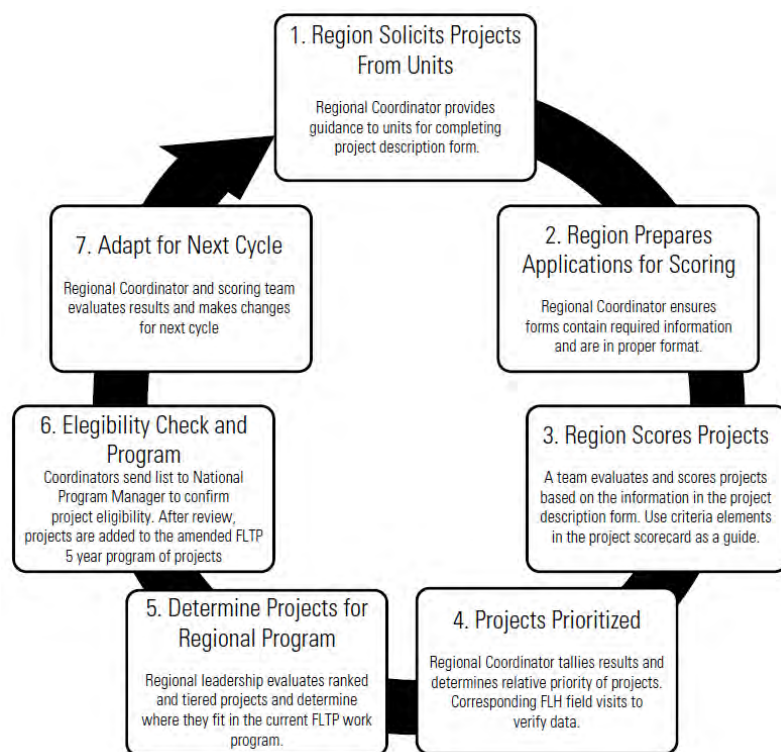 1. Region Solicits Projects
From Units
Regional Coordinator provides
guidance to units for completing
project description form.
2. Region Prepares
Applications for Scoring
Regional Coordinator ensures
forms contain required information
and are in proper format.
3. Region Scores Projects
A team evaluates and scores projects
based on the information in the project
description form. Use criteria elements
in the project scorecard as a guide.
4. Projects Prioritized
Regional Coordinator tallies results and
determines relative priority of projects.
Corresponding FLH field visits to
verify data.
5. Determine Projects for
Regional Program
Regional leadership evaluates ranked
and tiered projects and determine
where they fit in the current FLTP work
program.
6. Elegibility Check and
Program
Coordinators send list to National
Program Manager to confirm
project eligibility. After review,
projects are added to the amended FLTP
5 year program of projects
7. Adapt for Next Cycle
Regional Coordinator and scoring team
evaluates results and makes changes
for next cycle